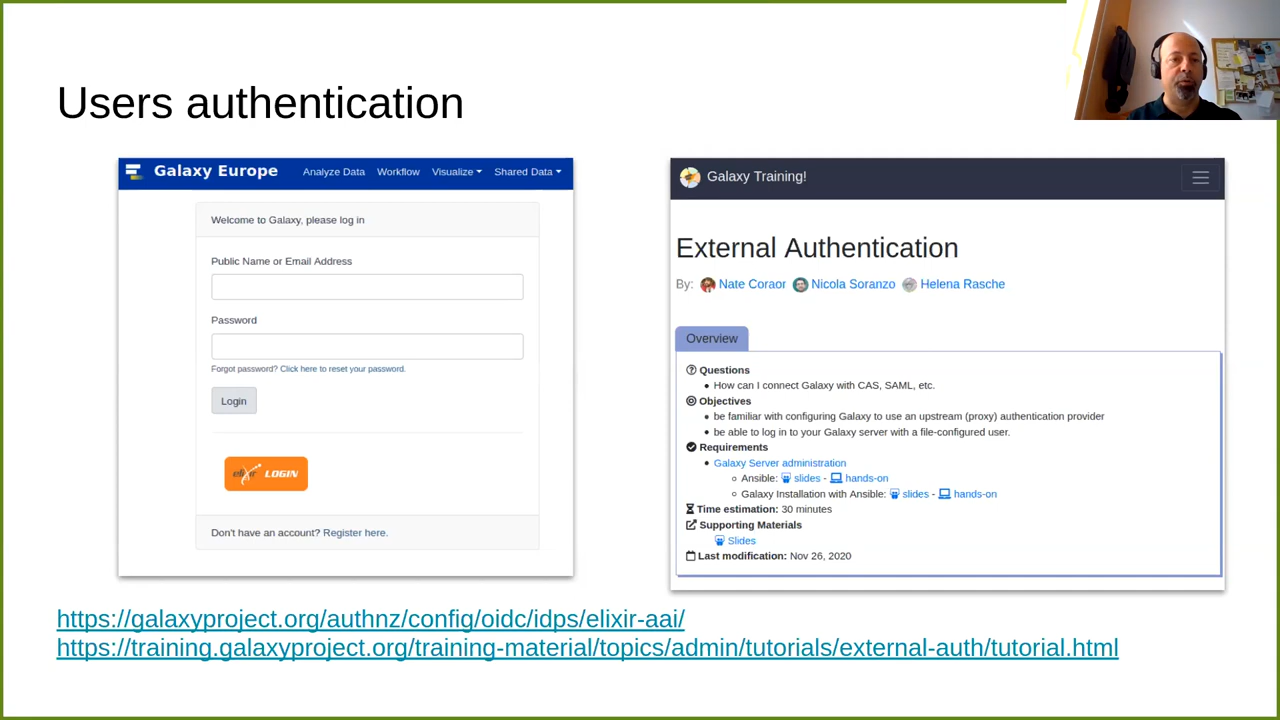 Users authentication
Galaxy Europe Analyze Data Workflow Visualize Shared Data
Welcome to Galaxy, please log in
Public Name or Email Address
Password
Forgot password? Click here to reset your password.
Login
elixir LOGIN
Don't have an account? Register here.
Galaxy Training!
External Authentication
By: Nate Coraor Nicola Soranzo Helena Rasche
Overview
Questions
How can I connect Galaxy with CAS, SAML, etc.
Objectives
be familiar with configuring Galaxy to use an upstream (proxy) authentication provider
be able to log in to your Galaxy server with a file-configured user.
Requirements
Galaxy Server administration
Ansible: slides - hands-on
Galaxy Installation with Ansible: slides - hands-on
Time estimation: 30 minutes
Supporting Materials
Slides
Last modification: Nov 26, 2020
https://galaxyproject.org/authnz/config/oidc/idps/elixir-aai/
https://training.galaxyproject.org/training-material/topics/admin/tutorials/external-auth/tutorial.html